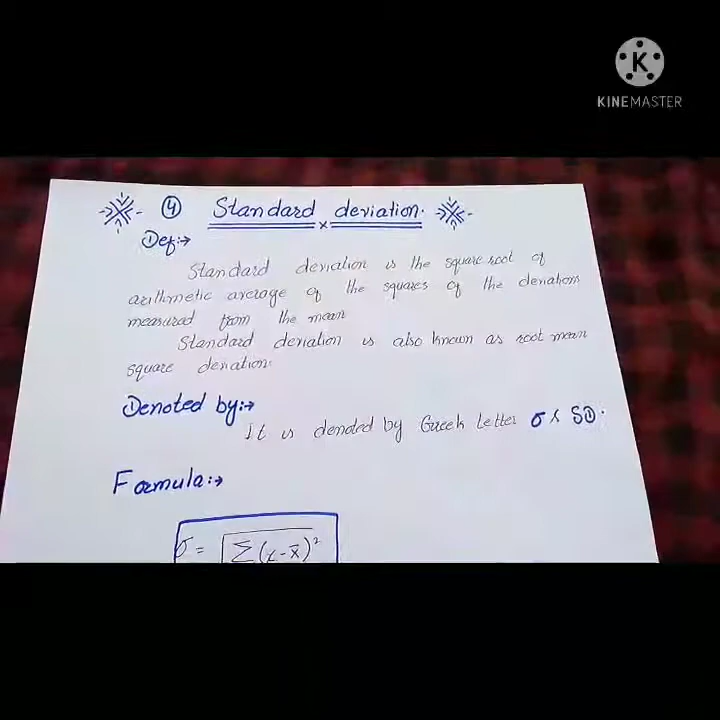 K
KINEMASTER
④ Standard deviation.
Def:→
Standard deviation is the square root of
arithmetic average of the squares of the deviations
measured from the mean
Standard deviation is also known as root mean
square deviation.
Denoted by:→
It is denoted by Greek Letter σ & SD.
Formula:→
σ = √Σ(x-x̄)²